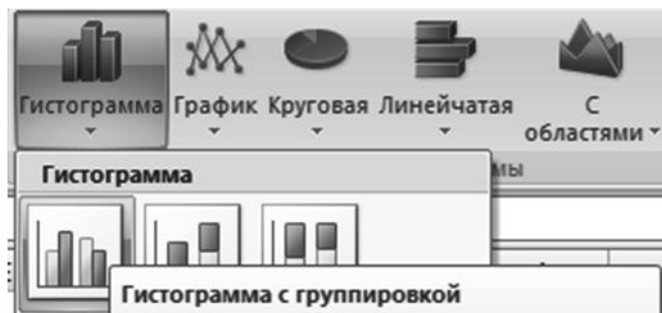 Гистограмма График Круговая Линейчатая С
областями
Гистограмма
Гистограмма с группировкой